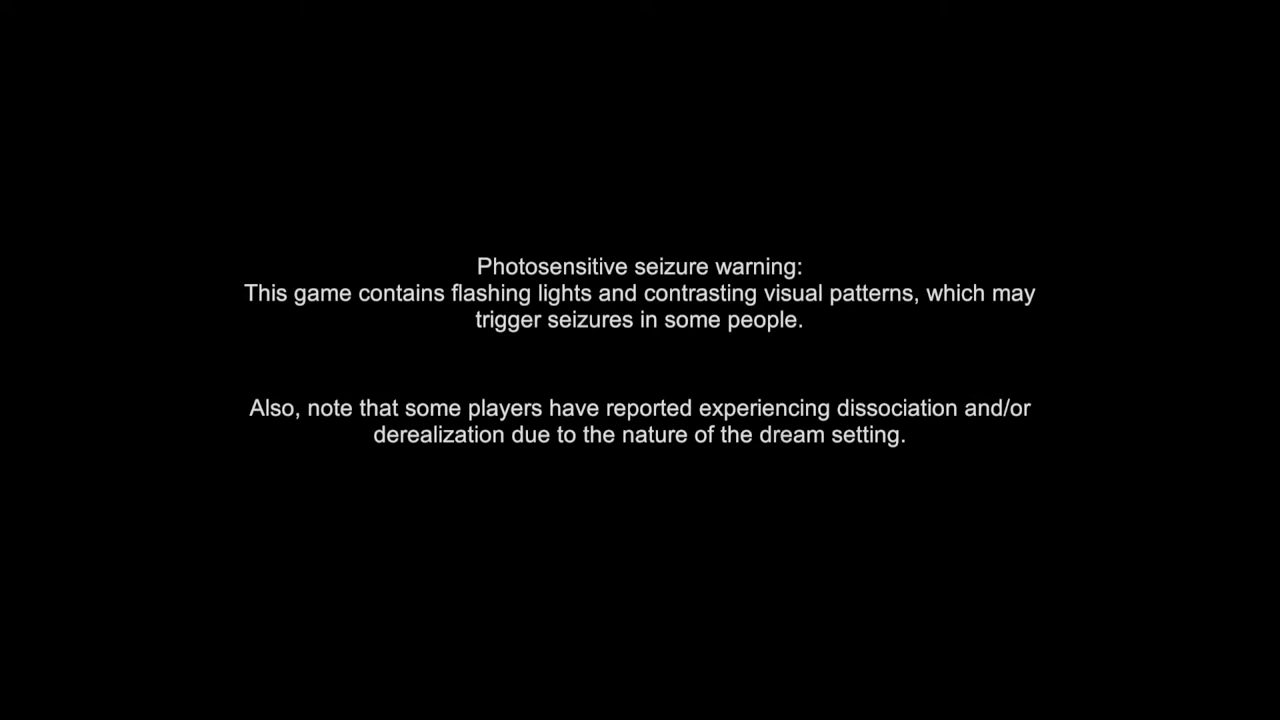 Photosensitive seizure warning:
This game contains flashing lights and contrasting visual patterns, which may
trigger seizures in some people.
Also, note that some players have reported experiencing dissociation and/or
derealization due to the nature of the dream setting.